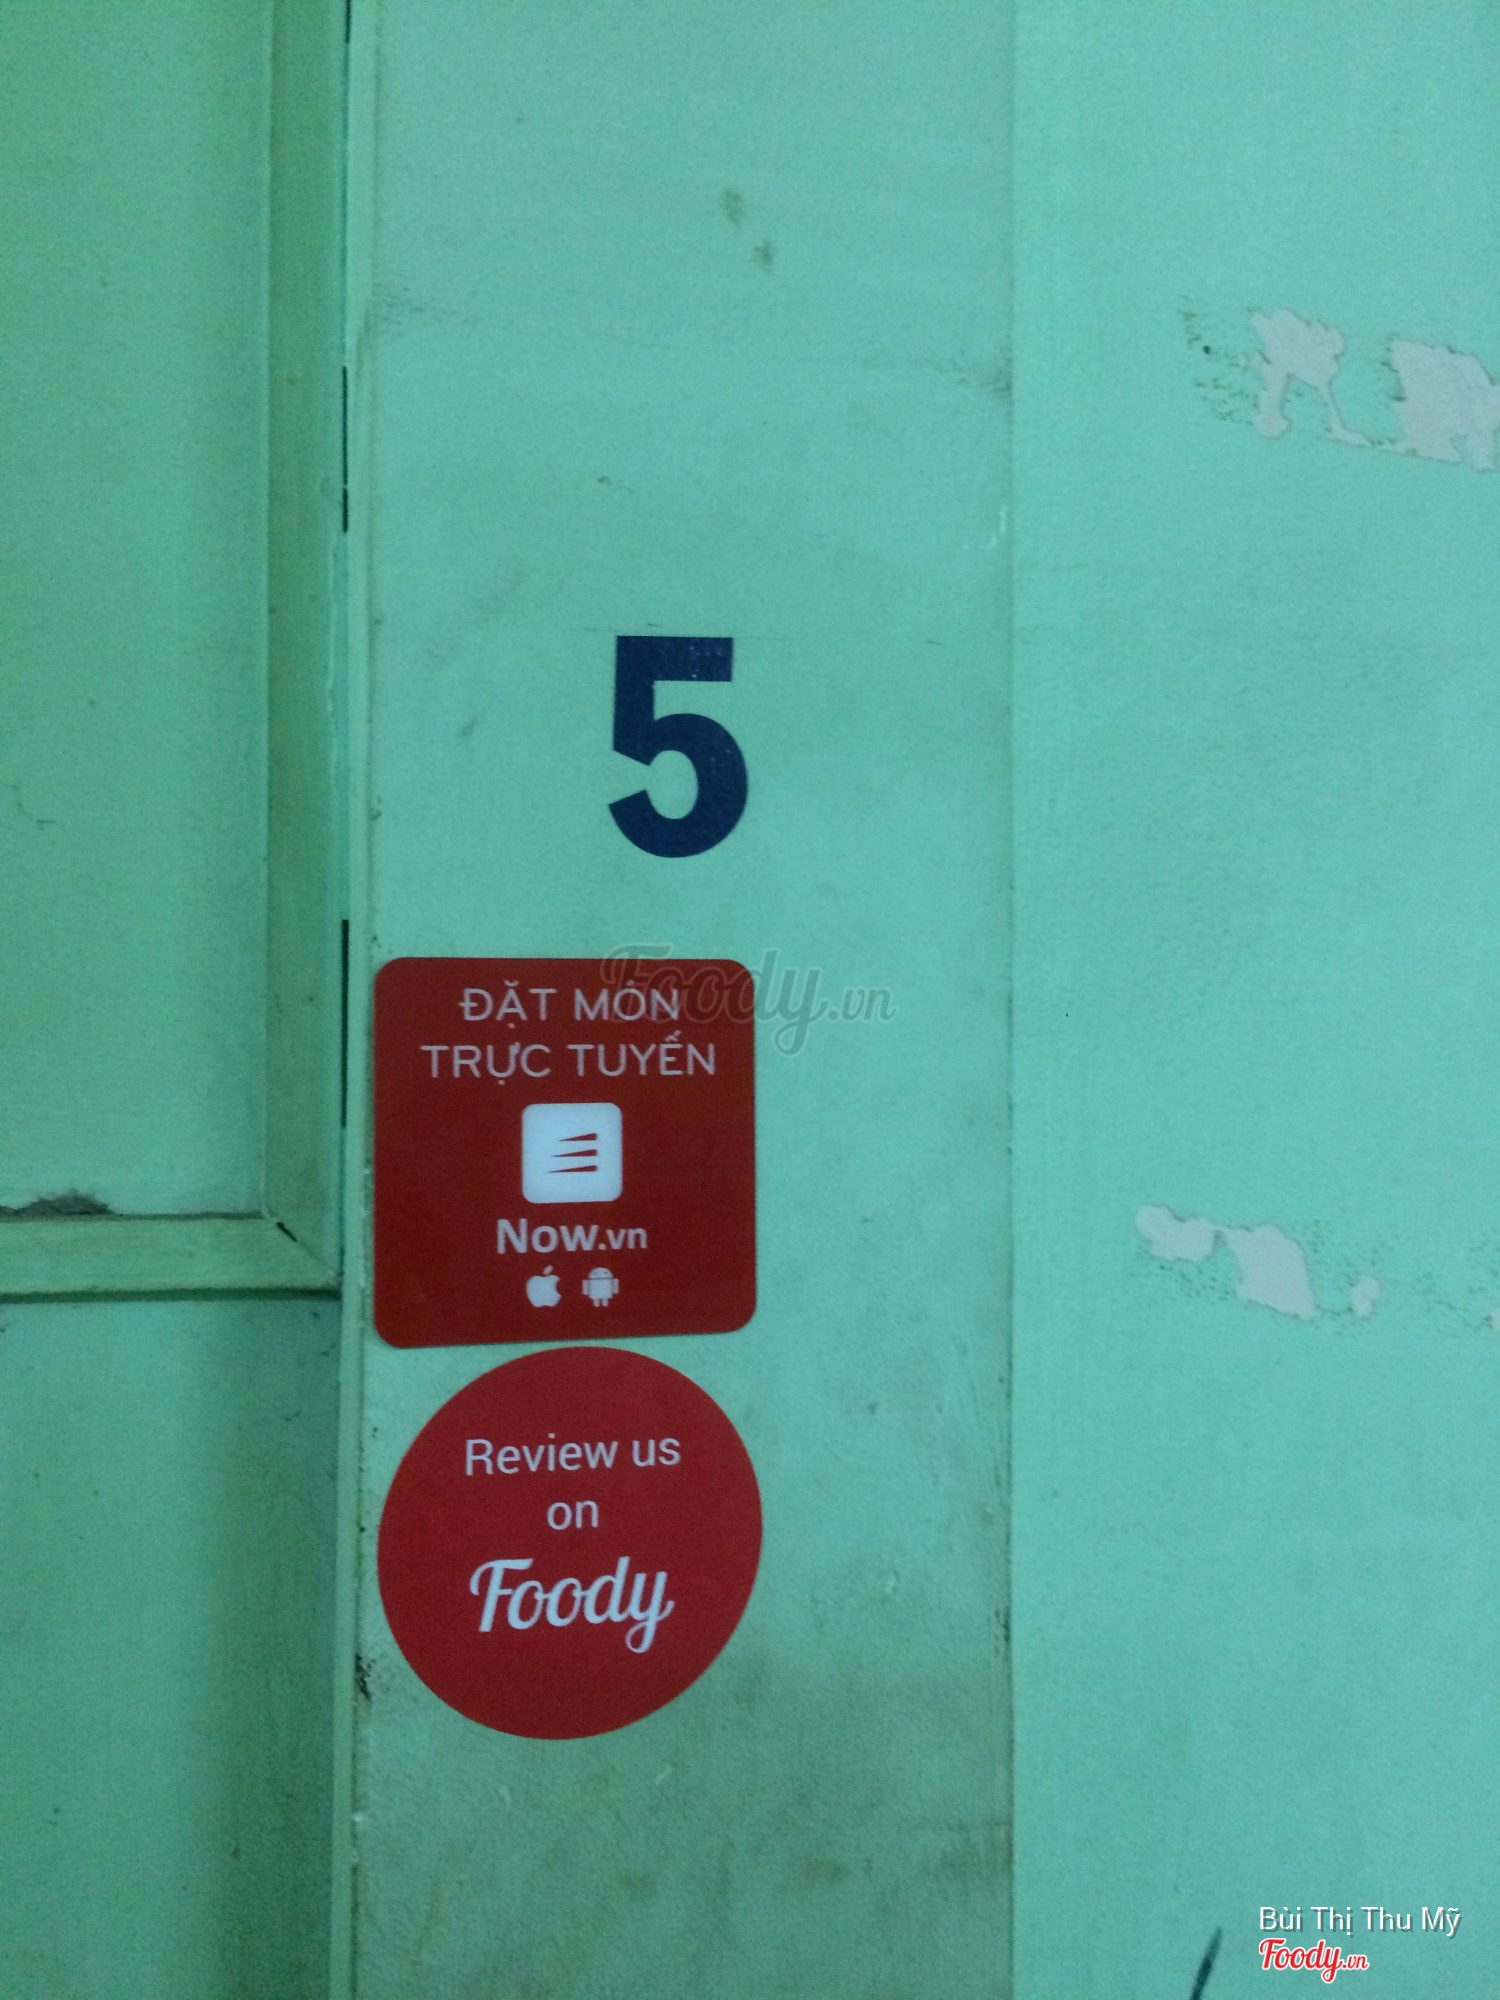 5
Foody.vn
ĐẶT MÓN
TRỰC TUYẾN
Now.vn
Review us
on
Foody
Bùi Thị Thu Mỹ
Foody.vn